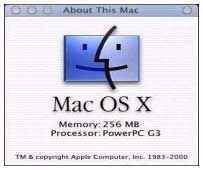 About This Mac
Mac OS X
Memory: 256 MB
Processor: PowerPC G3
TM & copyright Apple Computer, Inc. 1983-2000